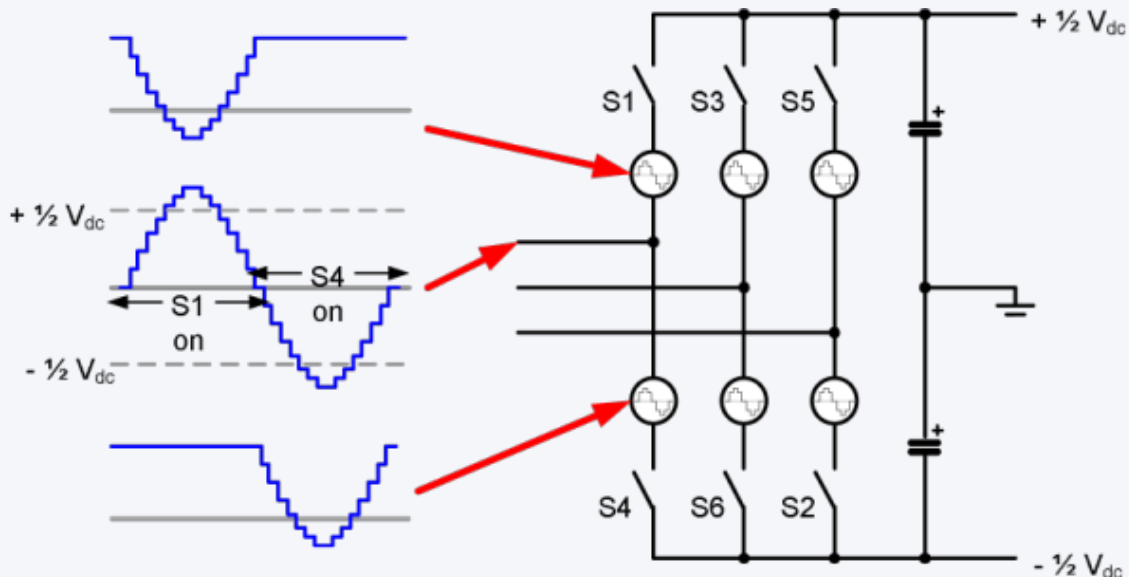 + ½ Vdc
S1
S3
S5
+
+ ½ Vdc
S4
on
S1
on
- ½ Vdc
+
S4
S6
S2
- ½ Vdc